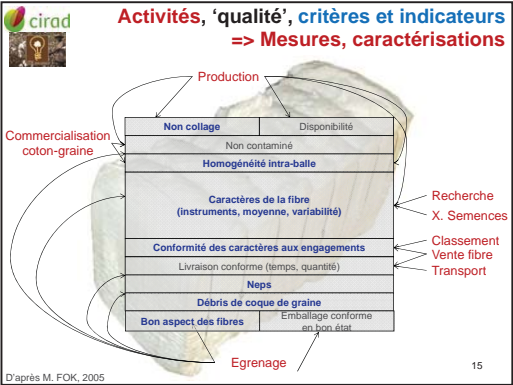 cirad
Activités, ‘qualité’, critères et indicateurs
=> Mesures, caractérisations
Production
Commercialisation
coton-graine
Non collage
Disponibilité
Non contaminé
Homogénéité intra-balle
Caractères de la fibre
(instruments, moyenne, variabilité)
Conformité des caractères aux engagements
Livraison conforme (temps, quantité)
Neps
Débris de coque de graine
Bon aspect des fibres
Emballage conforme
en bon état
Recherche
X. Semences
Classement
Vente fibre
Transport
Egrenage
D'après M. FOK, 2005
15